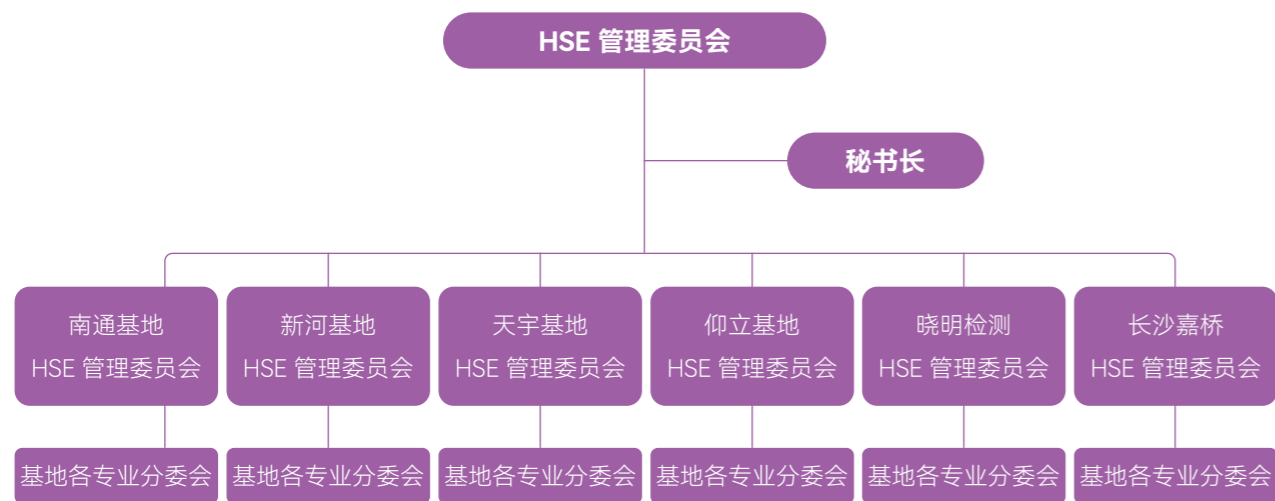 HSE 管理委员会
秘书长
南通基地
HSE 管理委员会
新河基地
HSE 管理委员会
天宇基地
HSE 管理委员会
仰立基地
HSE 管理委员会
晓明检测
HSE 管理委员会
长沙嘉桥
HSE 管理委员会
基地各专业分委会
基地各专业分委会
基地各专业分委会
基地各专业分委会
基地各专业分委会
基地各专业分委会